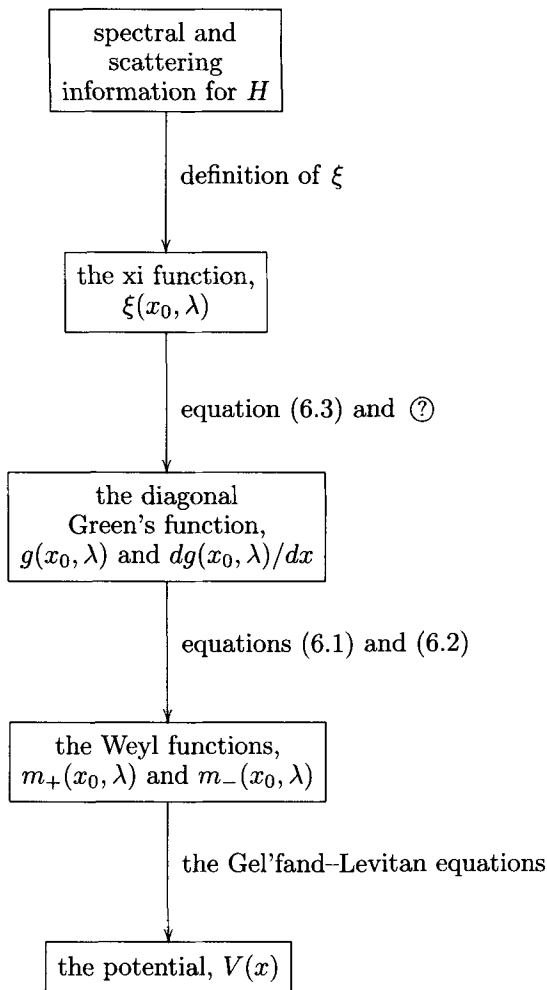 spectral and
scattering
information for H
definition of ξ
the xi function,
ξ(x₀, λ)
equation (6.3) and ?
the diagonal
Green's function,
g(x₀, λ) and dg(x₀, λ)/dx
equations (6.1) and (6.2)
the Weyl functions,
m₊(x₀, λ) and m₋(x₀, λ)
the Gel'fand–Levitan equations
the potential, V(x)